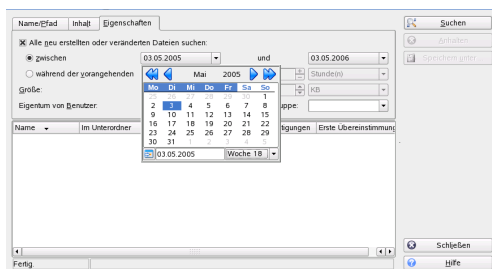 Name/Pfad Inhalt Eigenschaften
Alle neu erstellten oder veränderten Dateien suchen:
zwischen 03.05.2005 und 03.05.2006
während der vorangehenden Stunde(n)
Größe: KB
Eigentum von Benutzer:
Mai 2005
Mo Di Mi Do Fr Sa So
25 26 27 28 29 30 1
2 3 4 5 6 7 8
9 10 11 12 13 14 15
16 17 18 19 20 21 22
23 24 25 26 27 28 29
30 31 1 2 3 4 5
03.05.2005 Woche 18
uppe:
Name Im Unterordner tigungen Erste Übereinstimmung
Fertig.
Suchen
Anhalten
Speichern unter...
Schließen
Hilfe